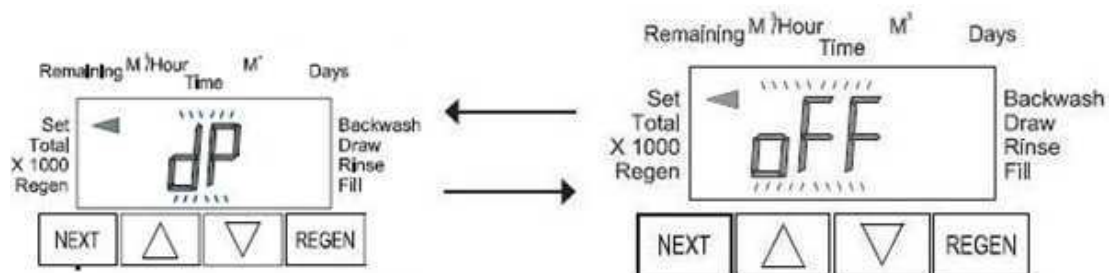 Remaining M³/Hour Time M³ Days
Set
Total
X 1000
Regen
dP
Backwash
Draw
Rinse
Fill
NEXT △ ▽ REGEN
Remaining M³/Hour Time M³ Days
Set
Total
X 1000
Regen
oFF
Backwash
Draw
Rinse
Fill
NEXT △ ▽ REGEN